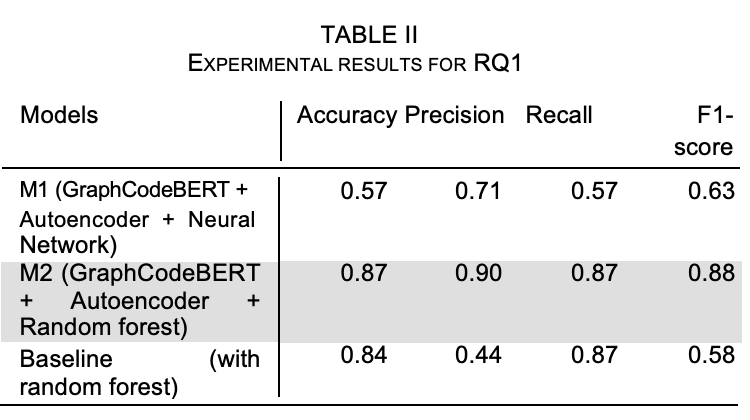 TABLE II
EXPERIMENTAL RESULTS FOR RQ1
Models Accuracy Precision Recall F1-
score
M1 (GraphCodeBERT + 0.57 0.71 0.57 0.63
Autoencoder + Neural
Network)
M2 (GraphCodeBERT 0.87 0.90 0.87 0.88
+ Autoencoder +
Random forest)
Baseline (with 0.84 0.44 0.87 0.58
random forest)